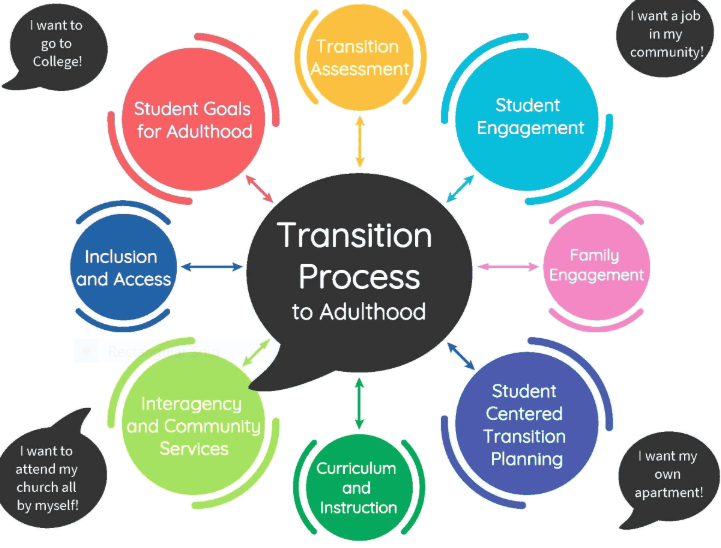 I want to
go to
College!
Transition
Assessment
I want a job
in my
community!
Student Goals
for Adulthood
Student
Engagement
Inclusion
and Access
Transition
Process
to Adulthood
Family
Engagement
Interagency
and Community
Services
Curriculum
and
Instruction
Student
Centered
Transition
Planning
I want to
attend my
church all
by myself!
I want my
own
apartment!